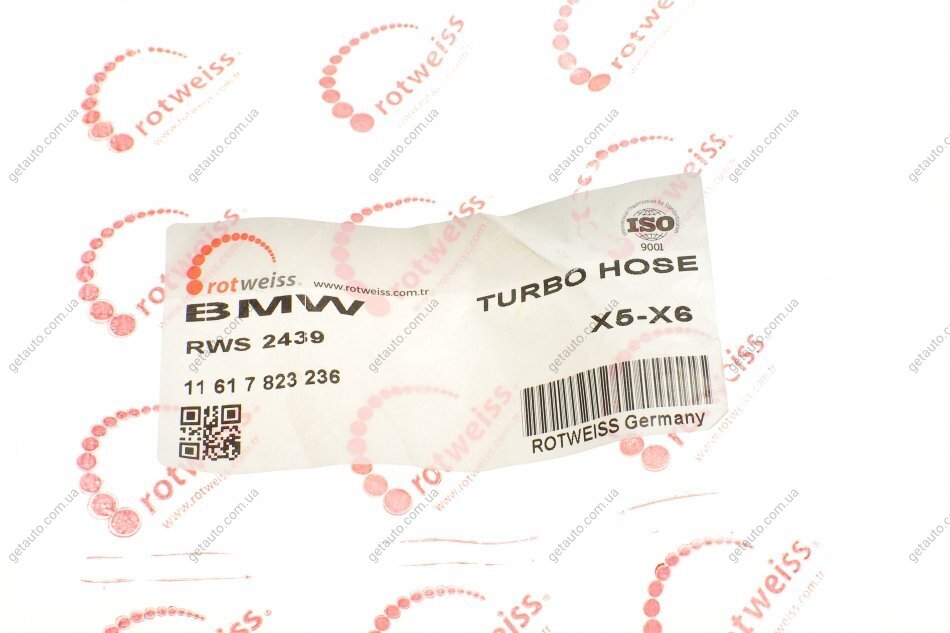 rotweiss
www.rotweiss.com.tr
BMW
RWS 2439
11 61 7 823 236
ISO
9001
TURBO HOSE
X5-X6
ROTWEISS Germany
rotweiss
www.rotweiss.com.tr
getauto.com.ua